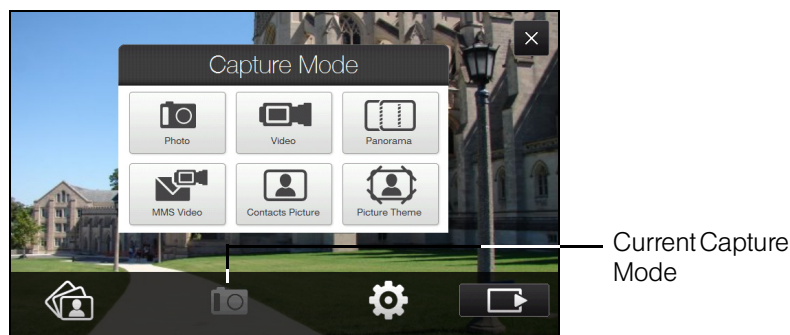 Capture Mode
Photo
Video
Panorama
MMS Video
Contacts Picture
Picture Theme
Current Capture
Mode